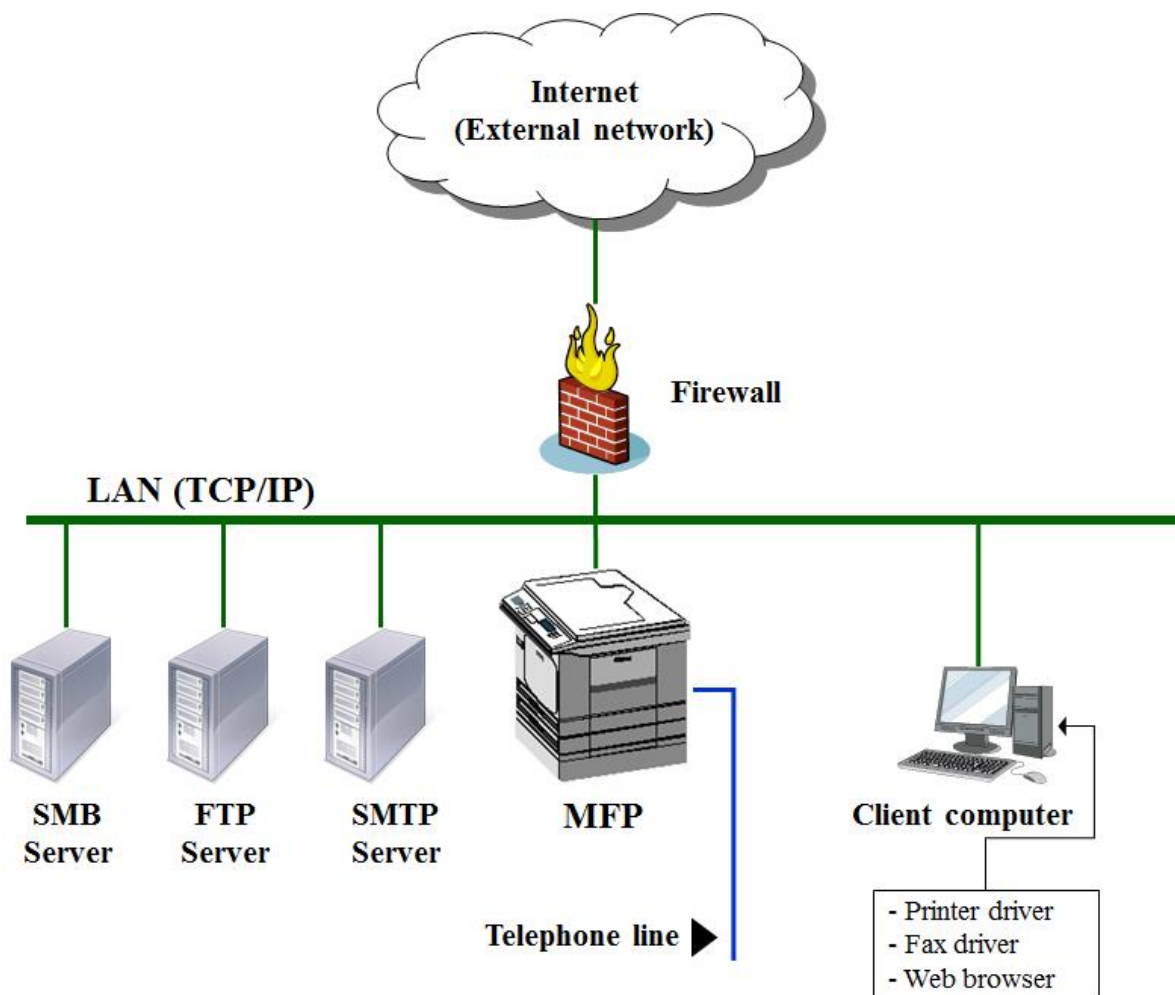 Internet
(External network)
Firewall
LAN (TCP/IP)
SMB
Server
FTP
Server
SMTP
Server
MFP
Client computer
Telephone line
- Printer driver
- Fax driver
- Web browser